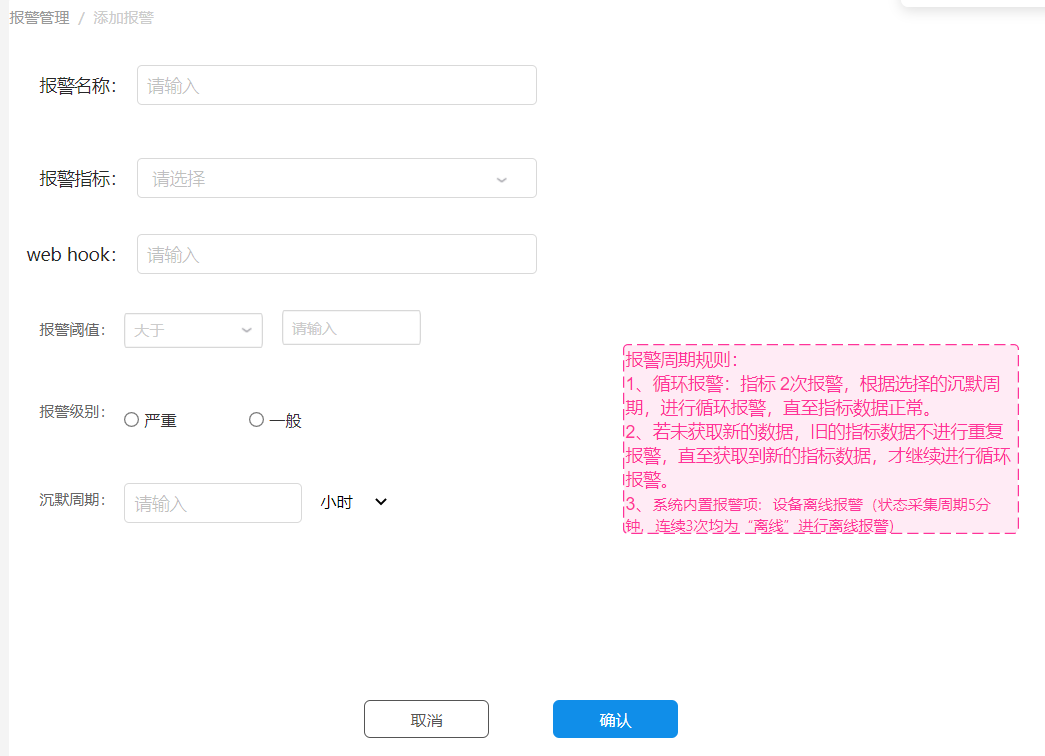 报警管理 / 添加报警
报警名称： 请输入
报警指标： 请选择
web hook： 请输入
报警阈值： 大于 请输入
报警级别： 严重 一般
沉默周期： 请输入 小时
报警周期规则：
1、循环报警：指标 2次报警，根据选择的沉默周
期，进行循环报警，直至指标数据正常。
2、若未获取新的数据，旧的指标数据不进行重复
报警，直至获取到新的指标数据，才继续进行循环
报警。
3、系统内置报警项：设备离线报警（状态采集周期5分
钟，连续3次均为“离线”进行离线报警）
取消 确认